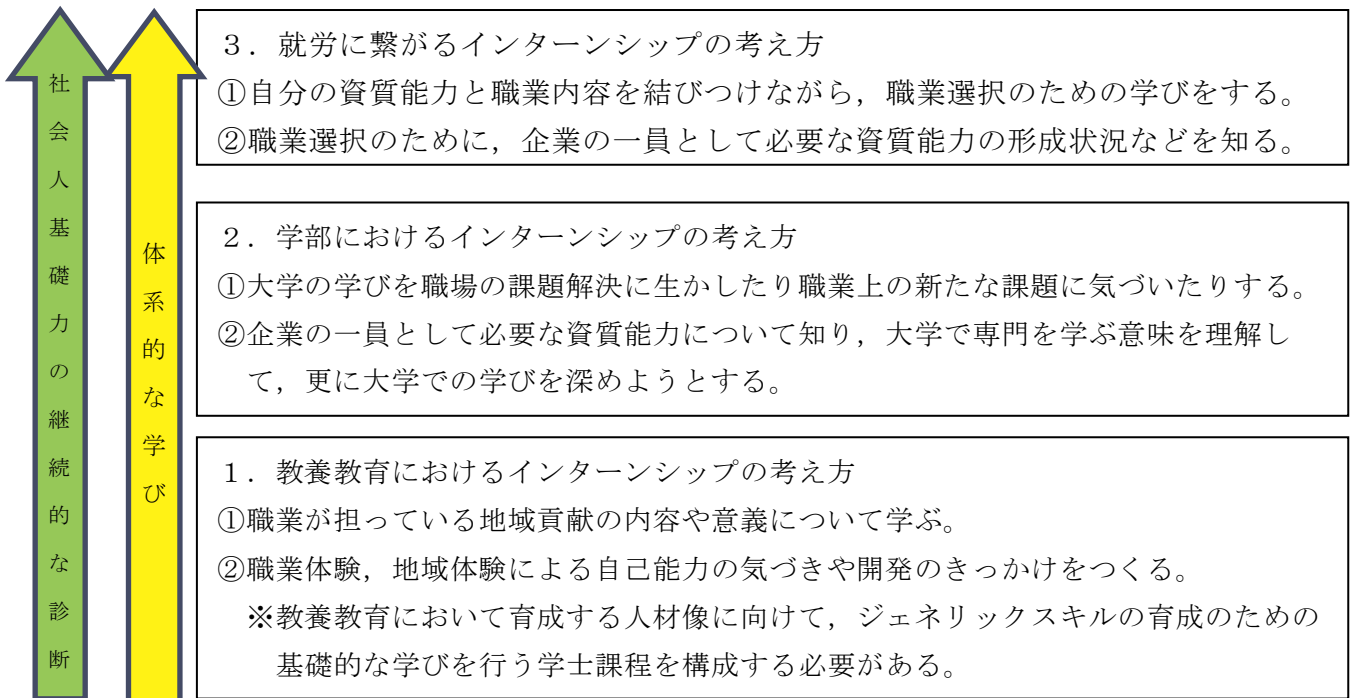 社会人基礎力の継続的な診断
体系的な学び
３．就労に繋がるインターンシップの考え方
①自分の資質能力と職業内容を結びつけながら，職業選択のための学びをする。
②職業選択のために，企業の一員として必要な資質能力の形成状況などを知る。
２．学部におけるインターンシップの考え方
①大学の学びを職場の課題解決に生かしたり職業上の新たな課題に気づいたりする。
②企業の一員として必要な資質能力について知り，大学で専門を学ぶ意味を理解し
て，更に大学での学びを深めようとする。
１．教養教育におけるインターンシップの考え方
①職業が担っている地域貢献の内容や意義について学ぶ。
②職業体験，地域体験による自己能力の気づきや開発のきっかけをつくる。
※教養教育において育成する人材像に向けて，ジェネリックスキルの育成のための
基礎的な学びを行う学士課程を構成する必要がある。